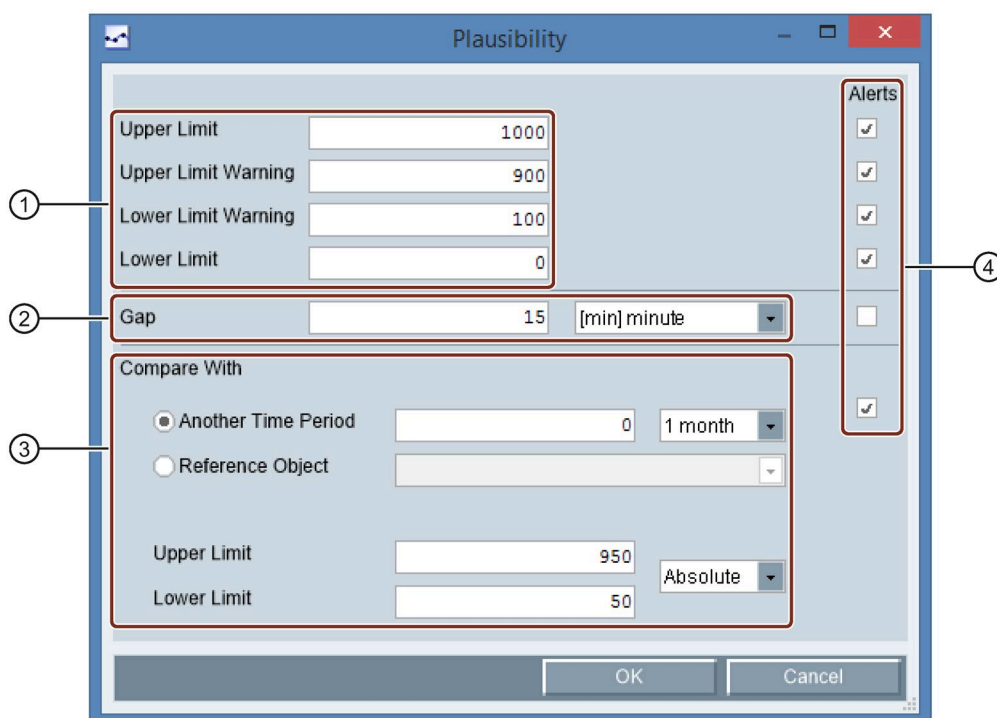 Plausibility
Alerts
Upper Limit 1000
Upper Limit Warning 900
Lower Limit Warning 100
Lower Limit 0
① 
② Gap 15 [min] minute
④
Compare With
Another Time Period 0 1 month
③ Reference Object
Upper Limit 950
Absolute
Lower Limit 50
OK Cancel